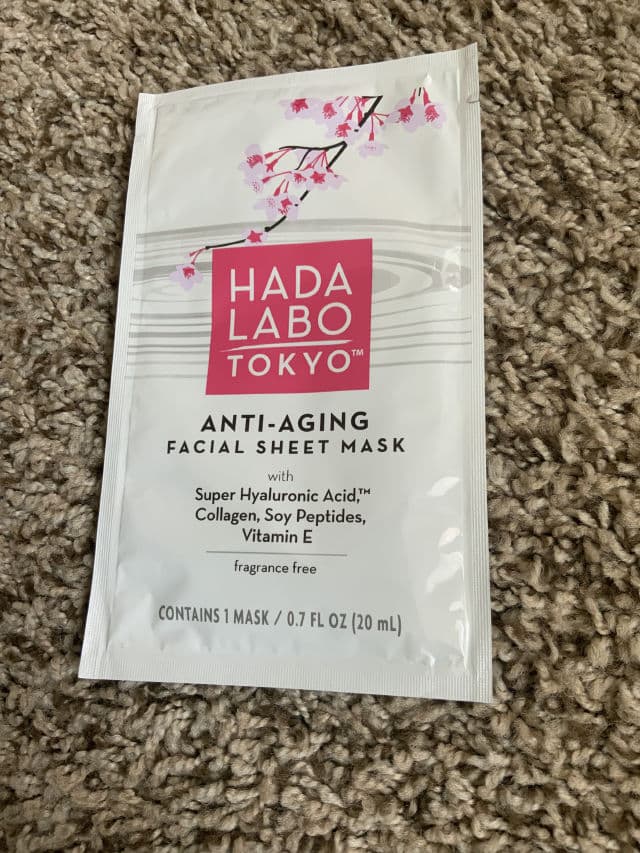 HADA
LABO
TOKYO™
ANTI-AGING
FACIAL SHEET MASK
with
Super Hyaluronic Acid,™
Collagen, Soy Peptides,
Vitamin E
fragrance free
CONTAINS 1 MASK / 0.7 FL OZ (20 mL)